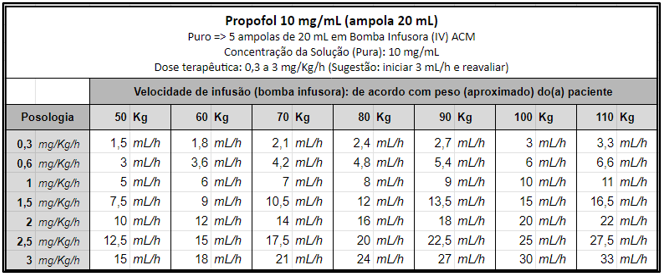 Propofol 10 mg/mL (ampola 20 mL)
Puro => 5 ampolas de 20 mL em Bomba Infusora (IV) ACM
Concentração da Solução (Pura): 10 mg/mL
Dose terapêutica: 0,3 a 3 mg/Kg/h (Sugestão: iniciar 3 mL/h e reavaliar)
Velocidade de infusão (bomba infusora): de acordo com peso (aproximado) do(a) paciente
Posologia 50 Kg 60 Kg 70 Kg 80 Kg 90 Kg 100 Kg 110 Kg
0,3 mg/Kg/h 1,5 mL/h 1,8 mL/h 2,1 mL/h 2,4 mL/h 2,7 mL/h 3 mL/h 3,3 mL/h
0,6 mg/Kg/h 3 mL/h 3,6 mL/h 4,2 mL/h 4,8 mL/h 5,4 mL/h 6 mL/h 6,6 mL/h
1 mg/Kg/h 5 mL/h 6 mL/h 7 mL/h 8 mL/h 9 mL/h 10 mL/h 11 mL/h
1,5 mg/Kg/h 7,5 mL/h 9 mL/h 10,5 mL/h 12 mL/h 13,5 mL/h 15 mL/h 16,5 mL/h
2 mg/Kg/h 10 mL/h 12 mL/h 14 mL/h 16 mL/h 18 mL/h 20 mL/h 22 mL/h
2,5 mg/Kg/h 12,5 mL/h 15 mL/h 17,5 mL/h 20 mL/h 22,5 mL/h 25 mL/h 27,5 mL/h
3 mg/Kg/h 15 mL/h 18 mL/h 21 mL/h 24 mL/h 27 mL/h 30 mL/h 33 mL/h